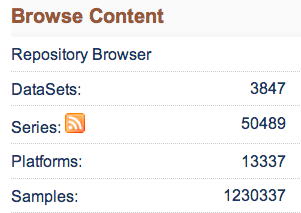 Browse Content
Repository Browser
DataSets: 3847
Series: 50489
Platforms: 13337
Samples: 1230337